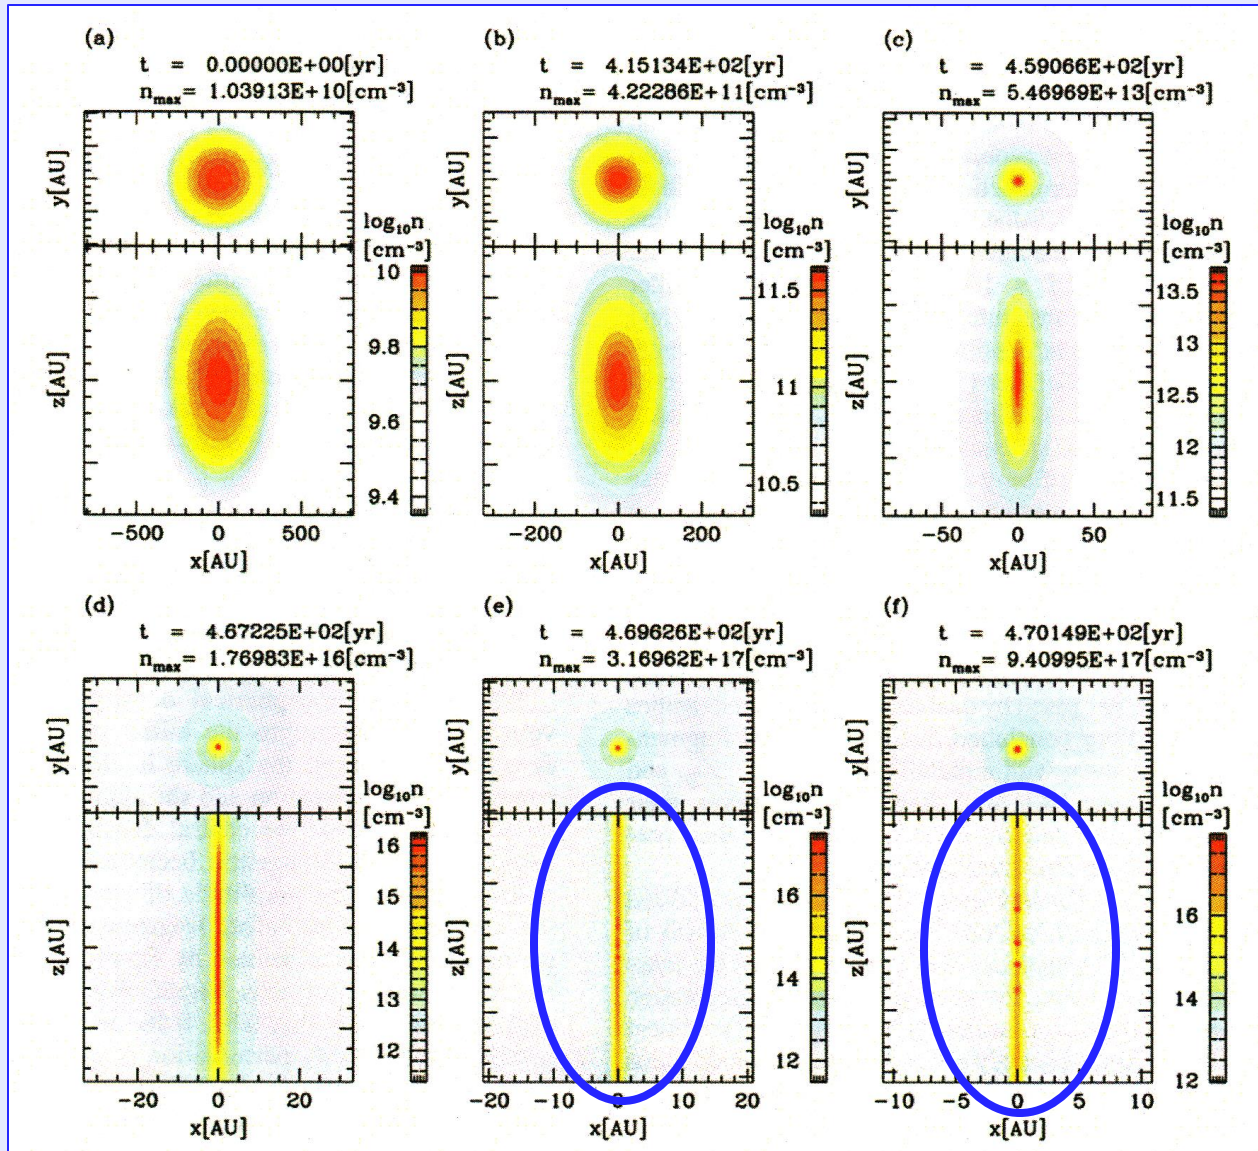 (a)
t = 0.00000E+00[yr]
n_max = 1.03913E+10[cm⁻³]
y[AU]
z[AU]
log₁₀n
[cm⁻³]
10
9.8
9.6
9.4
−500 0 500
x[AU]
(b)
t = 4.15134E+02[yr]
n_max = 4.22286E+11[cm⁻³]
y[AU]
z[AU]
log₁₀n
[cm⁻³]
11.5
11
10.5
−200 0 200
x[AU]
(c)
t = 4.59066E+02[yr]
n_max = 5.46969E+13[cm⁻³]
y[AU]
z[AU]
log₁₀n
[cm⁻³]
13.5
13
12.5
12
11.5
−50 0 50
x[AU]
(d)
t = 4.67225E+02[yr]
n_max = 1.76983E+16[cm⁻³]
y[AU]
z[AU]
log₁₀n
[cm⁻³]
16
15
14
13
12
−20 0 20
x[AU]
(e)
t = 4.69626E+02[yr]
n_max = 3.16962E+17[cm⁻³]
y[AU]
z[AU]
log₁₀n
[cm⁻³]
16
14
12
−20 −10 0 10 20
x[AU]
(f)
t = 4.70149E+02[yr]
n_max = 9.40995E+17[cm⁻³]
y[AU]
z[AU]
log₁₀n
[cm⁻³]
16
14
12
−10 −5 0 5 10
x[AU]